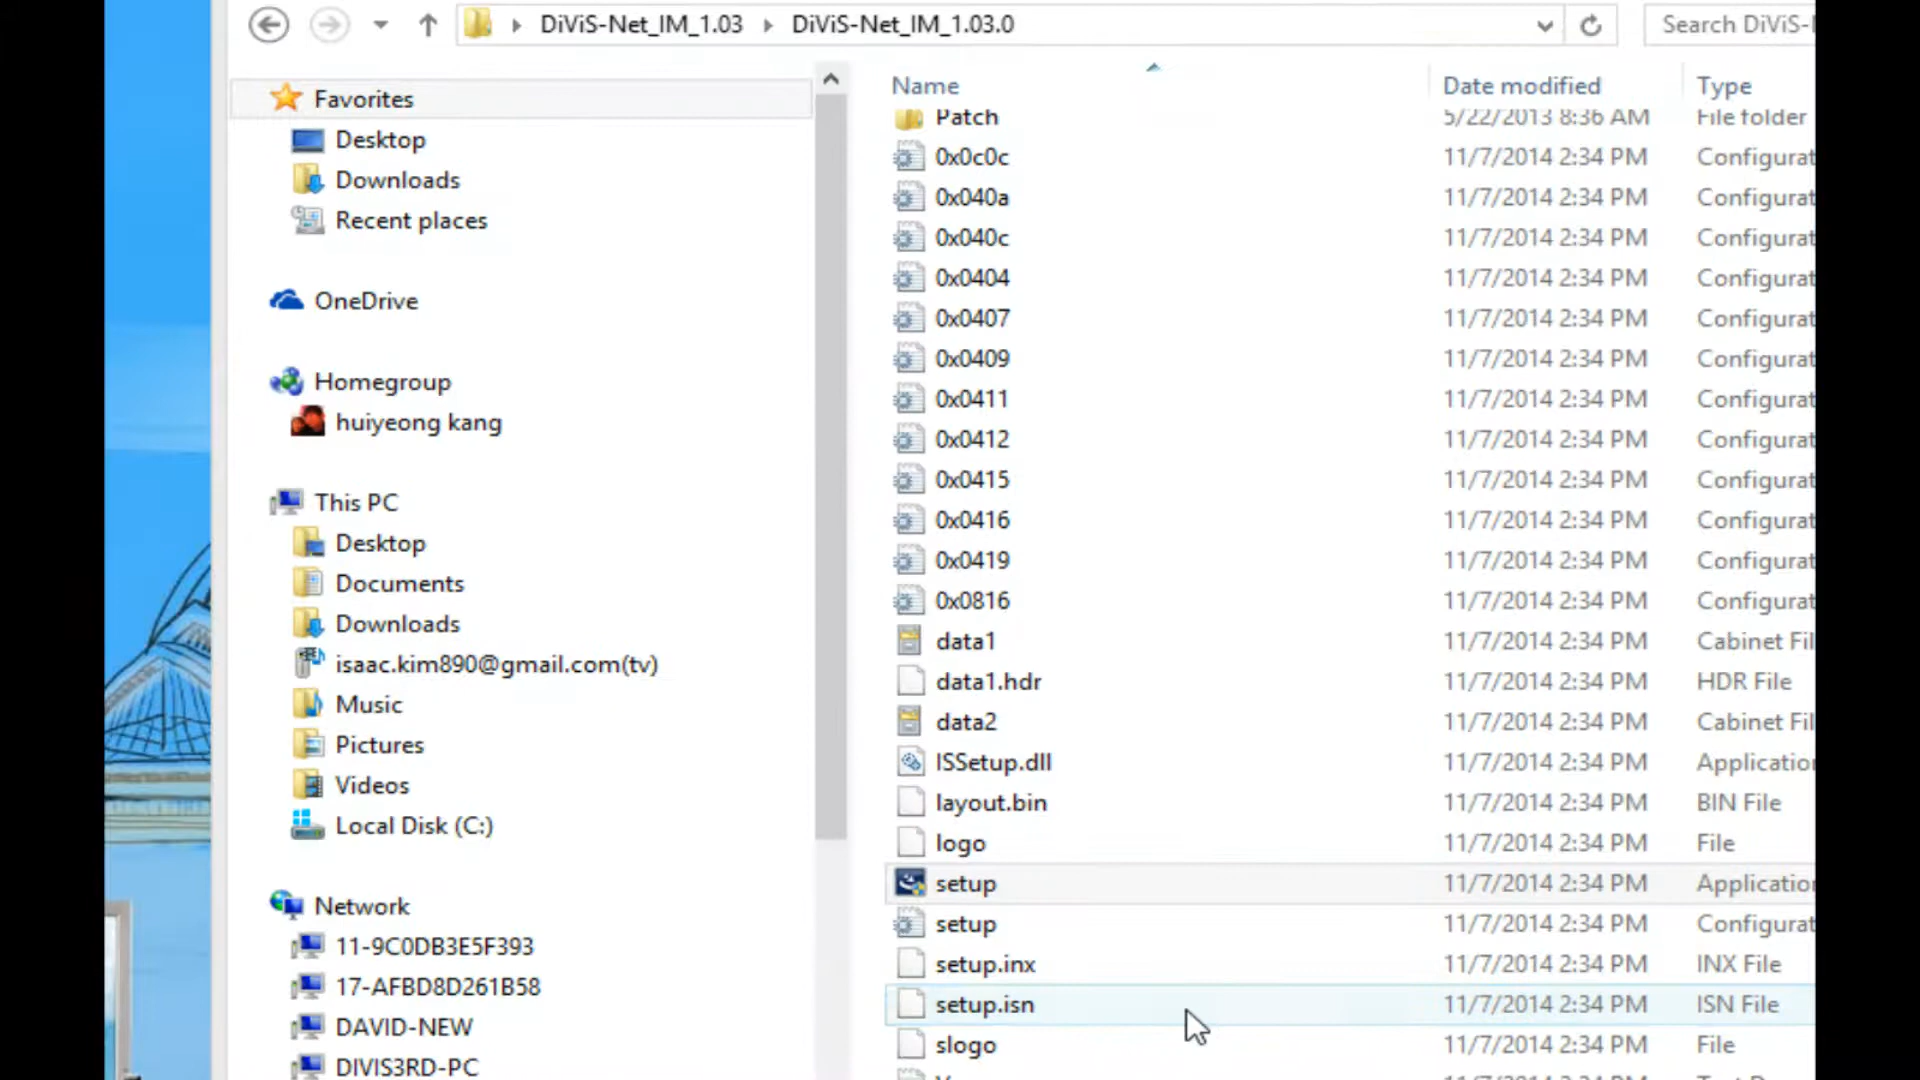 DiViS-Net_IM_1.03 DiViS-Net_IM_1.03.0 Search DiViS-
Favorites
Desktop
Downloads
Recent places
OneDrive
Homegroup
huiyeong kang
This PC
Desktop
Documents
Downloads
isaac.kim890@gmail.com(tv)
Music
Pictures
Videos
Local Disk (C:)
Network
11-9C0DB3E5F393
17-AFBD8D261B58
DAVID-NEW
DIVIS3RD-PC
Name Date modified Type
Patch 5/22/2013 8:36 AM File folder
0x0c0c 11/7/2014 2:34 PM Configurat
0x040a 11/7/2014 2:34 PM Configurat
0x040c 11/7/2014 2:34 PM Configurat
0x0404 11/7/2014 2:34 PM Configurat
0x0407 11/7/2014 2:34 PM Configurat
0x0409 11/7/2014 2:34 PM Configurat
0x0411 11/7/2014 2:34 PM Configurat
0x0412 11/7/2014 2:34 PM Configurat
0x0415 11/7/2014 2:34 PM Configurat
0x0416 11/7/2014 2:34 PM Configurat
0x0419 11/7/2014 2:34 PM Configurat
0x0816 11/7/2014 2:34 PM Configurat
data1 11/7/2014 2:34 PM Cabinet Fil
data1.hdr 11/7/2014 2:34 PM HDR File
data2 11/7/2014 2:34 PM Cabinet Fil
ISSetup.dll 11/7/2014 2:34 PM Applicatio
layout.bin 11/7/2014 2:34 PM BIN File
logo 11/7/2014 2:34 PM File
setup 11/7/2014 2:34 PM Applicatio
setup 11/7/2014 2:34 PM Configurat
setup.inx 11/7/2014 2:34 PM INX File
setup.isn 11/7/2014 2:34 PM ISN File
slogo 11/7/2014 2:34 PM File